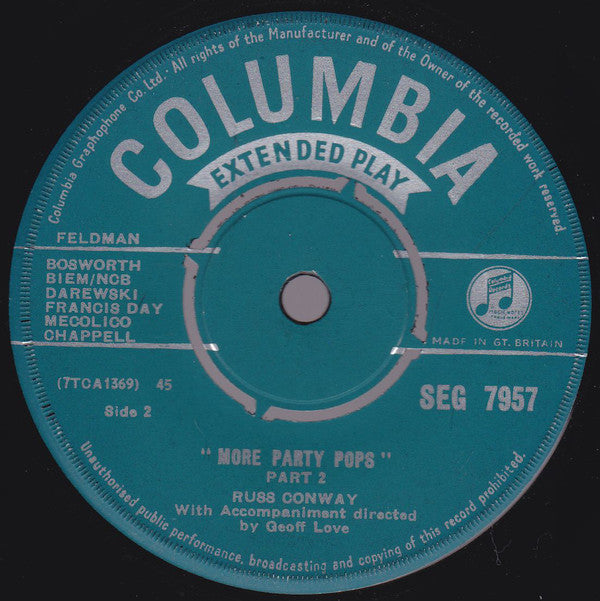 Columbia Graphophone Co. Ltd. All rights of the Manufacturer and of the Owner of the recorded work reserved.
COLUMBIA
EXTENDED PLAY
FELDMAN
BOSWORTH
BIEM/NCB
DAREWSKI
FRANCIS DAY
MECOLICO
CHAPPELL
MADE IN GT. BRITAIN
(7TCA1369) 45
Side 2
SEG 7957
"MORE PARTY POPS"
PART 2
RUSS CONWAY
With Accompaniment directed
by Geoff Love
Unauthorised public performance, broadcasting and copying of this record prohibited.